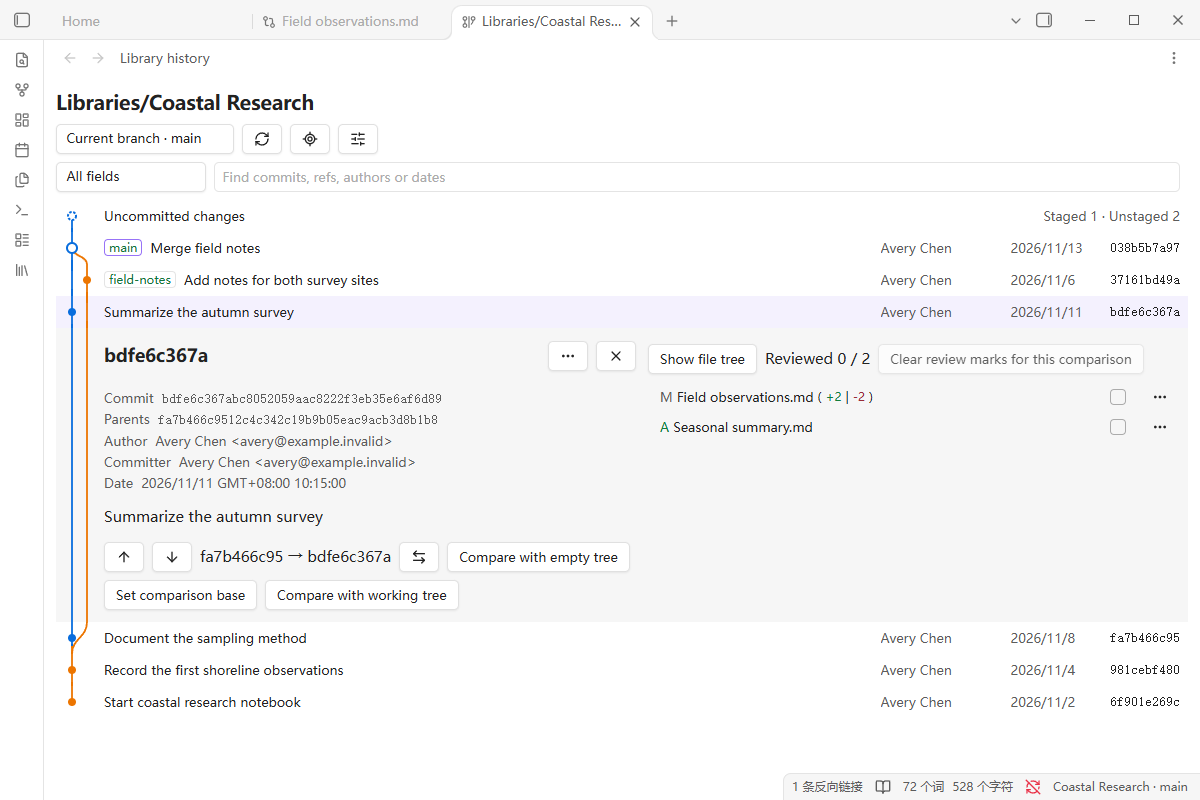 Home
Field observations.md
Libraries/Coastal Res...
Library history
Libraries/Coastal Research
Current branch · main
All fields
Find commits, refs, authors or dates
Uncommitted changes Staged 1 · Unstaged 2
main Merge field notes Avery Chen 2026/11/13 038b5b7a97
field-notes Add notes for both survey sites Avery Chen 2026/11/6 37161bd49a
Summarize the autumn survey Avery Chen 2026/11/11 bdfe6c367a
bdfe6c367a
Show file tree Reviewed 0 / 2 Clear review marks for this comparison
Commit bdfe6c367abc8052059aac8222f3eb35e6af6d89
Parents fa7b466c9512c4c342c19b9b05eac9acb3d8b1b8
Author Avery Chen <avery@example.invalid>
Committer Avery Chen <avery@example.invalid>
Date 2026/11/11 GMT+08:00 10:15:00
M Field observations.md ( +2 | -2 )
A Seasonal summary.md
Summarize the autumn survey
fa7b466c95 → bdfe6c367a
Compare with empty tree
Set comparison base
Compare with working tree
Document the sampling method Avery Chen 2026/11/8 fa7b466c95
Record the first shoreline observations Avery Chen 2026/11/4 981cebf480
Start coastal research notebook Avery Chen 2026/11/2 6f901e269c
1 条反向链接 72 个词 528 个字符 Coastal Research · main